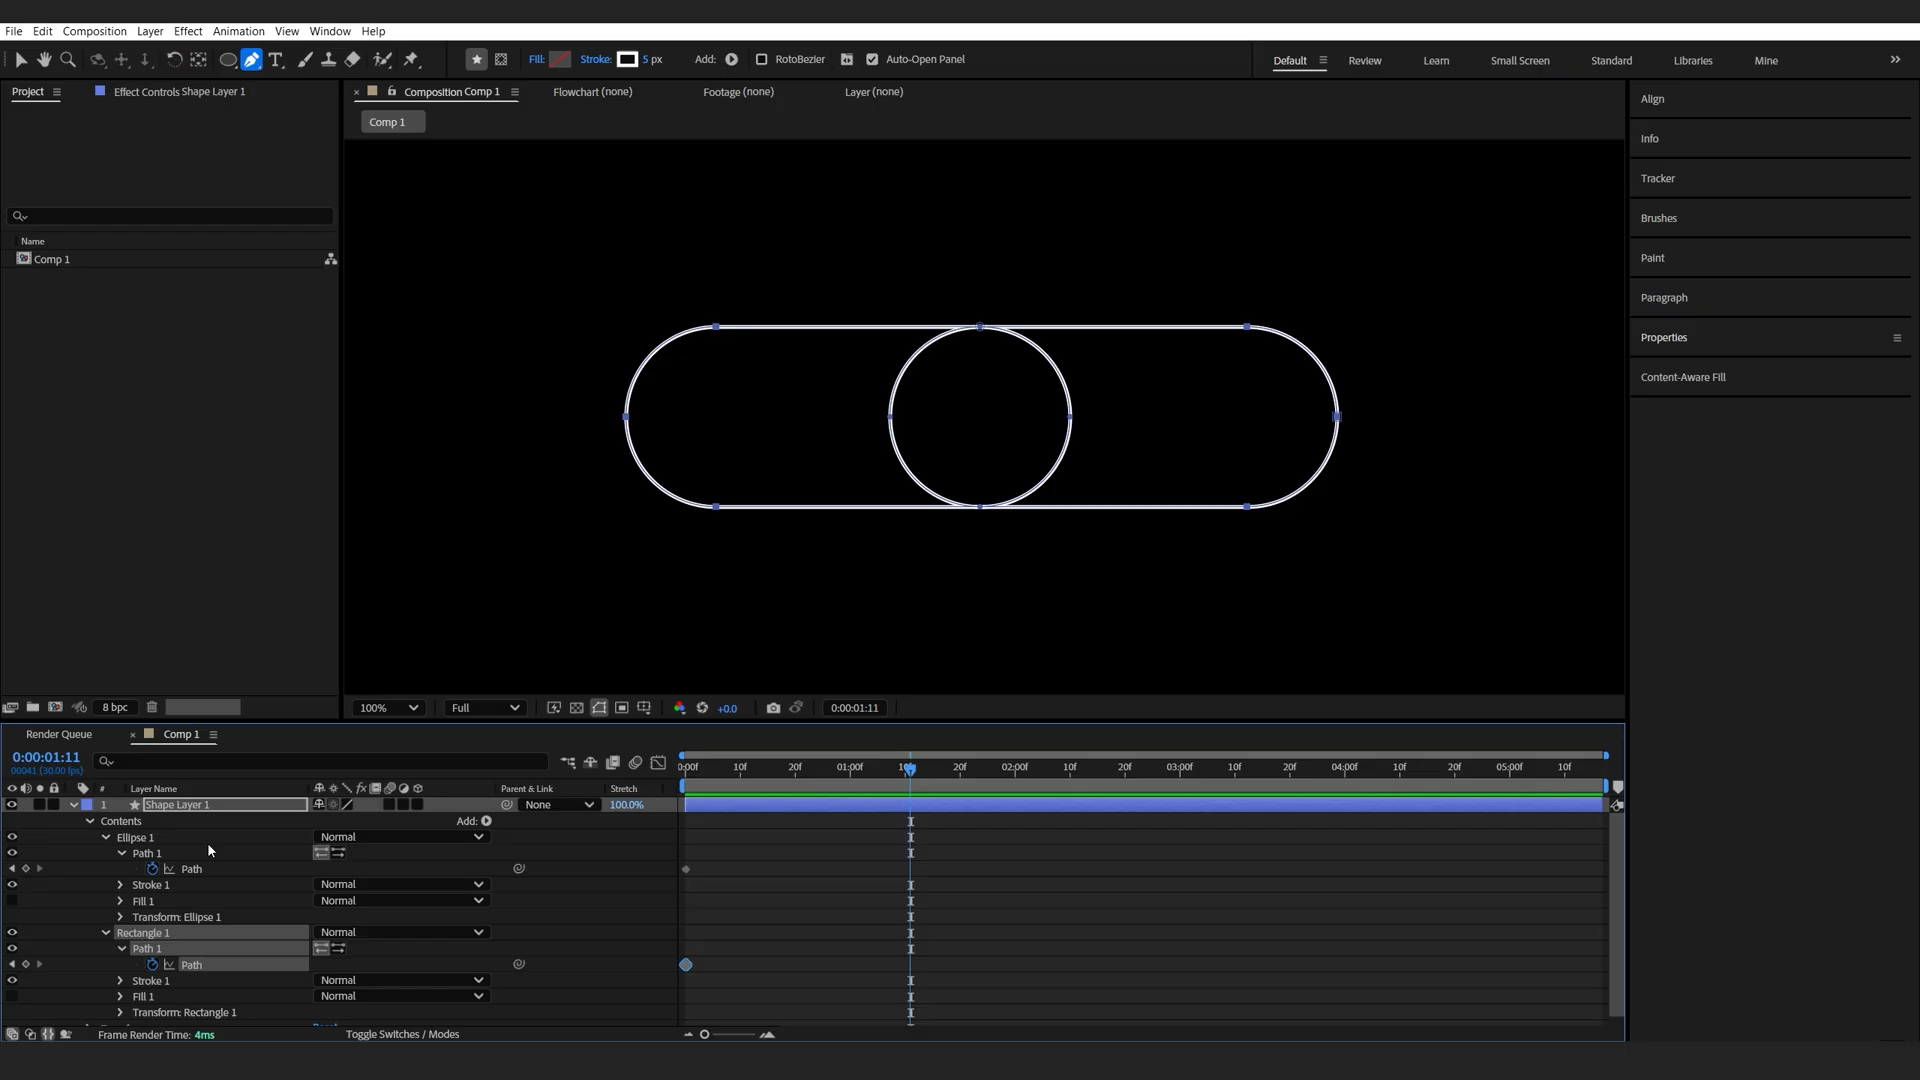 File Edit Composition Layer Effect Animation View Window Help
Fill: Stroke: 5 px Add: RotoBezier Auto-Open Panel Default Review Learn Small Screen Standard Libraries Mine
Project Effect Controls Shape Layer 1 Composition Comp 1 Flowchart (none) Footage (none) Layer (none)
Align
Comp 1
Info
Tracker
Brushes
Name
Paint
Comp 1
Paragraph
Properties
Content-Aware Fill
8 bpc 100% Full +0.0 0:00:01:11
Render Queue Comp 1
0:00:01:11
00041 (30.00 fps)
0:00f 10f 20f 01:00f 20f 02:00f 10f 20f 03:00f 10f 20f 04:00f 10f 20f 05:00f 10f
# Layer Name fx Parent & Link Stretch
1 Shape Layer 1 None 100.0%
Contents Add:
Ellipse 1 Normal
Path 1
Path
Stroke 1 Normal
Fill 1 Normal
Transform: Ellipse 1
Rectangle 1 Normal
Path 1
Path
Stroke 1 Normal
Fill 1 Normal
Transform: Rectangle 1
Frame Render Time: 4ms Toggle Switches / Modes